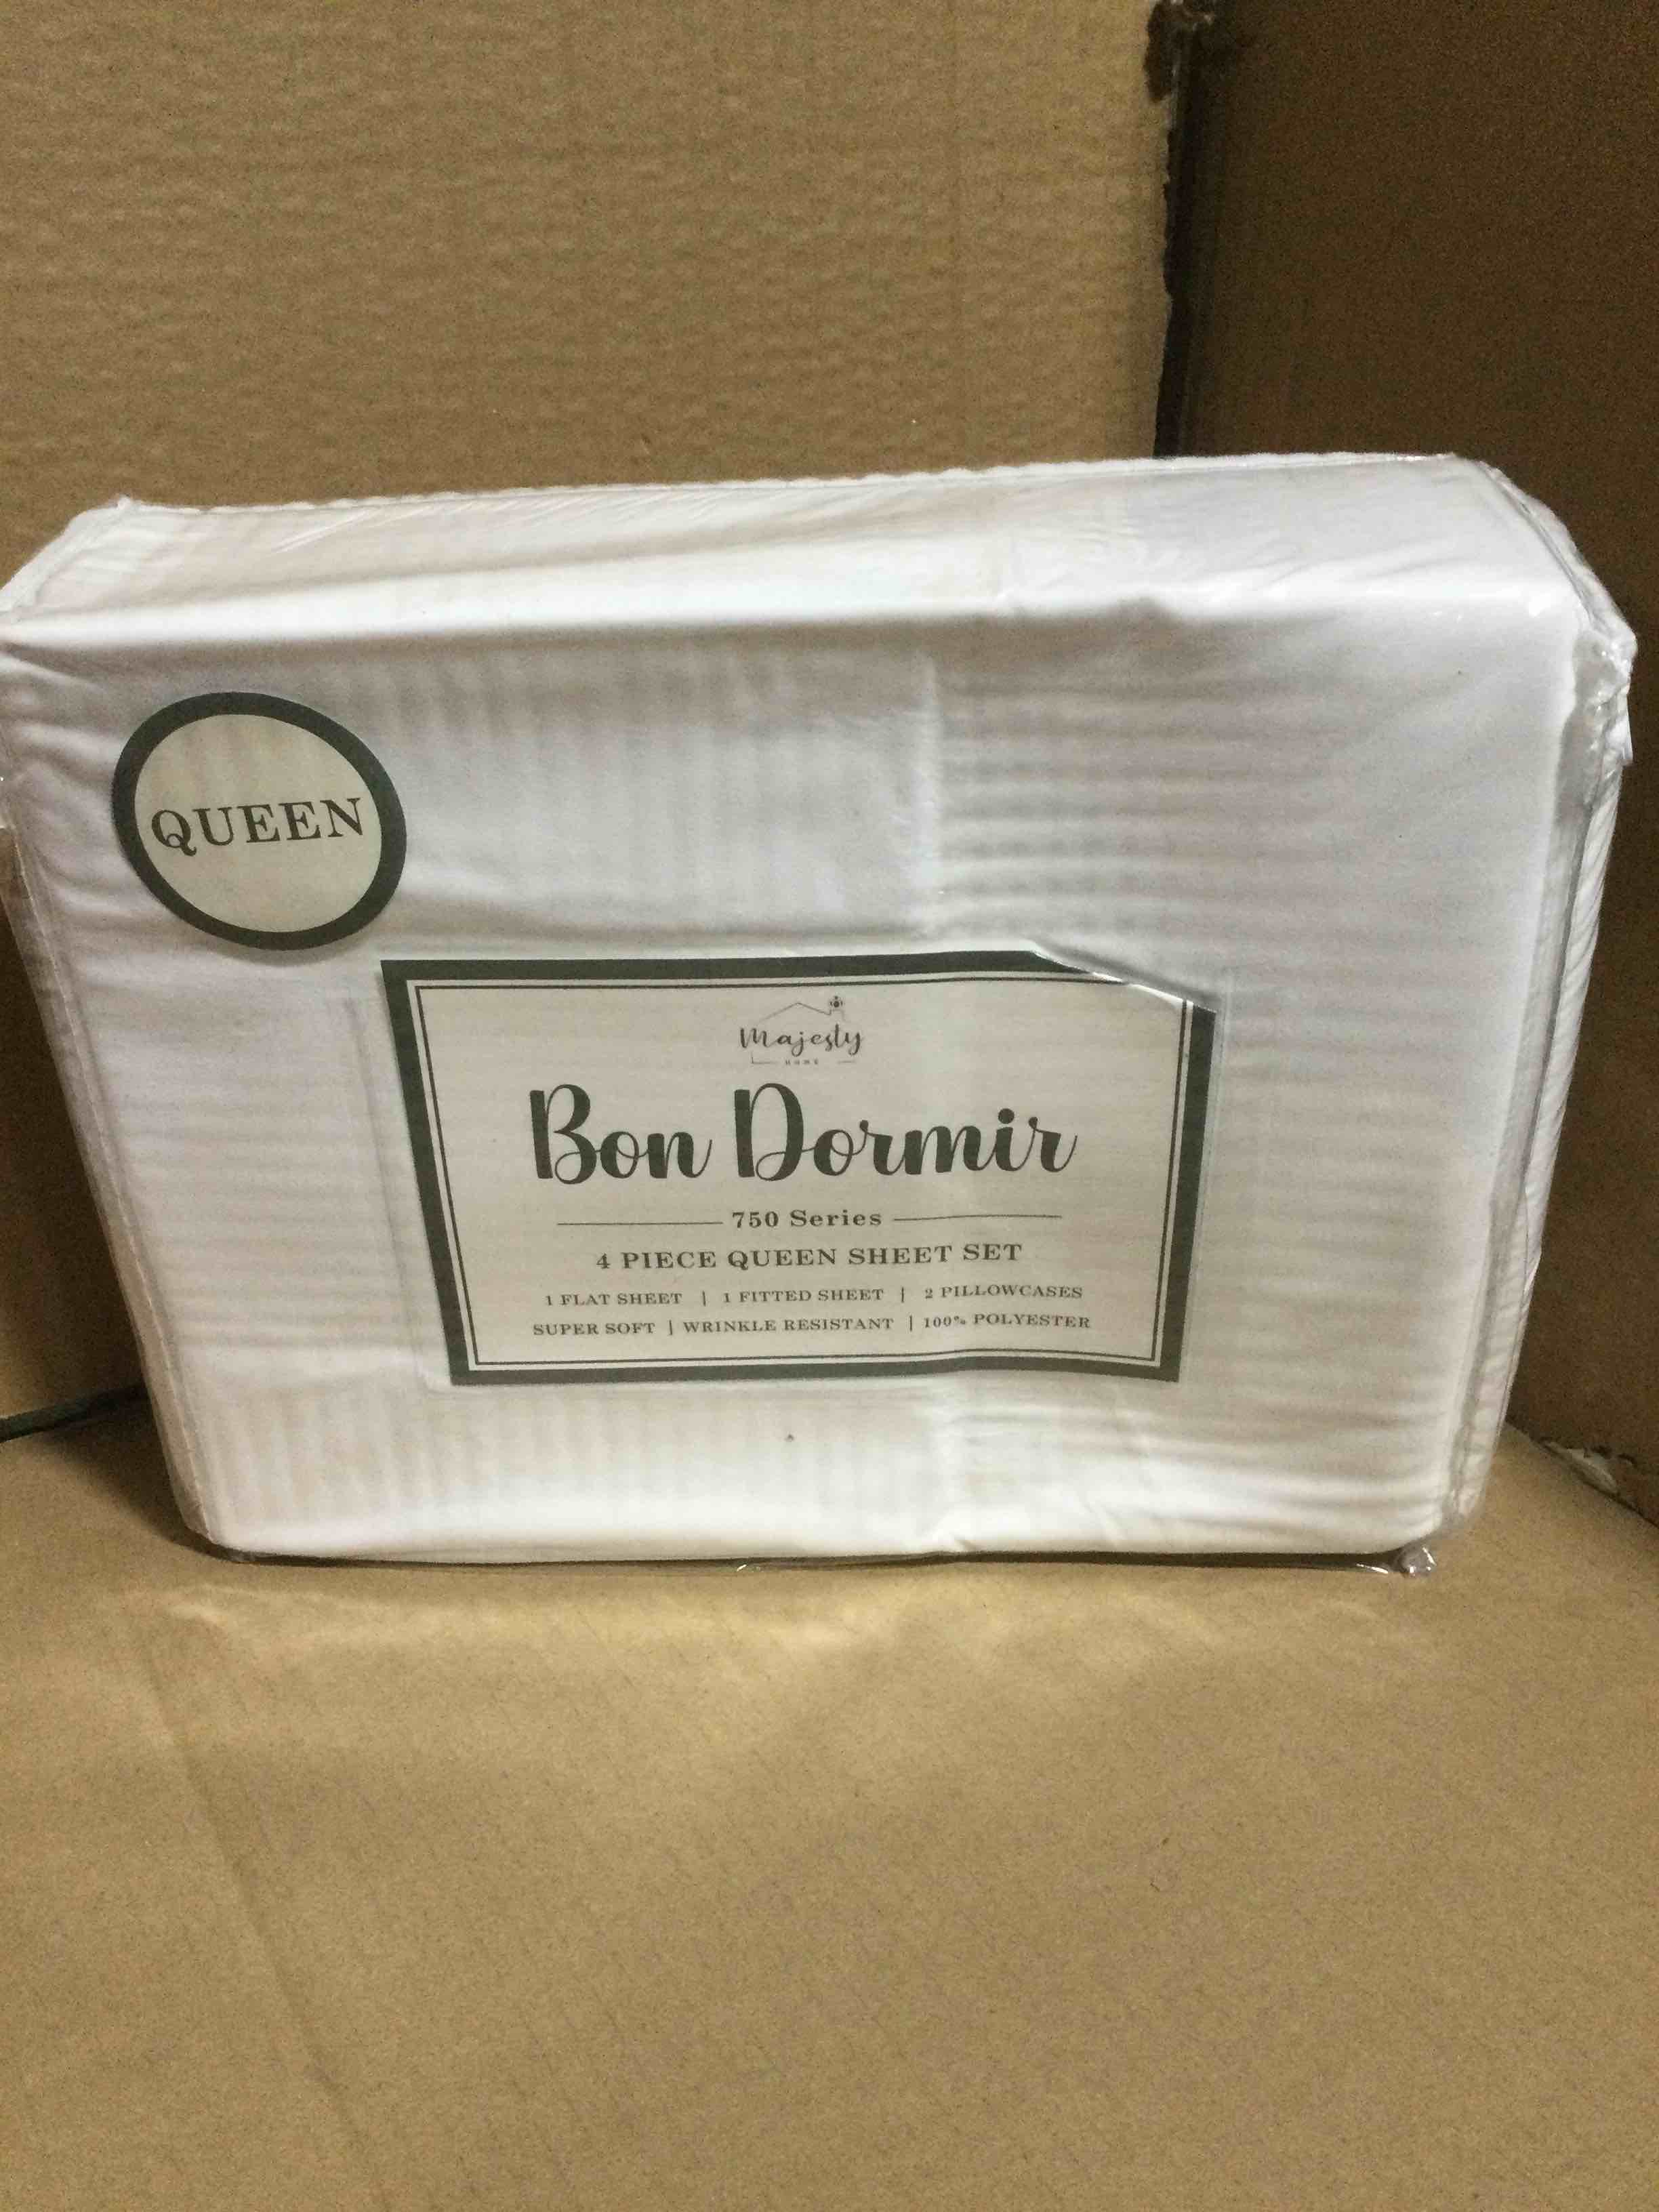 QUEEN
Majesty
HOME
Bon Dormir
750 Series
4 PIECE QUEEN SHEET SET
1 FLAT SHEET | 1 FITTED SHEET | 2 PILLOWCASES
SUPER SOFT | WRINKLE RESISTANT | 100% POLYESTER